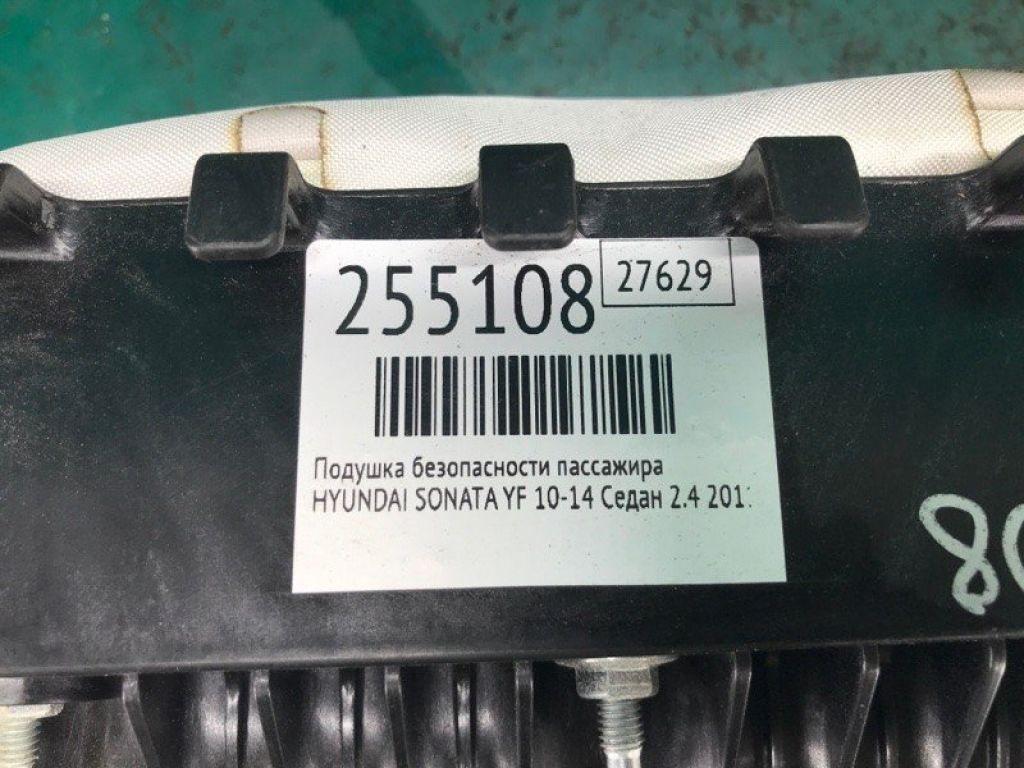 255108
27629
Подушка безопасности пассажира
HYUNDAI SONATA YF 10-14 Седан 2.4